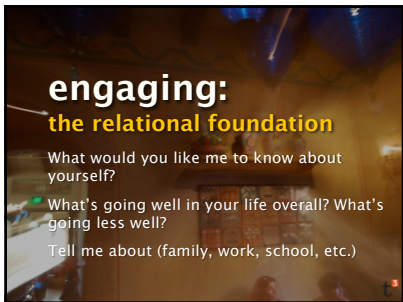 engaging:
the relational foundation
What would you like me to know about
yourself?
What's going well in your life overall? What's
going less well?
Tell me about (family, work, school, etc.)
t³